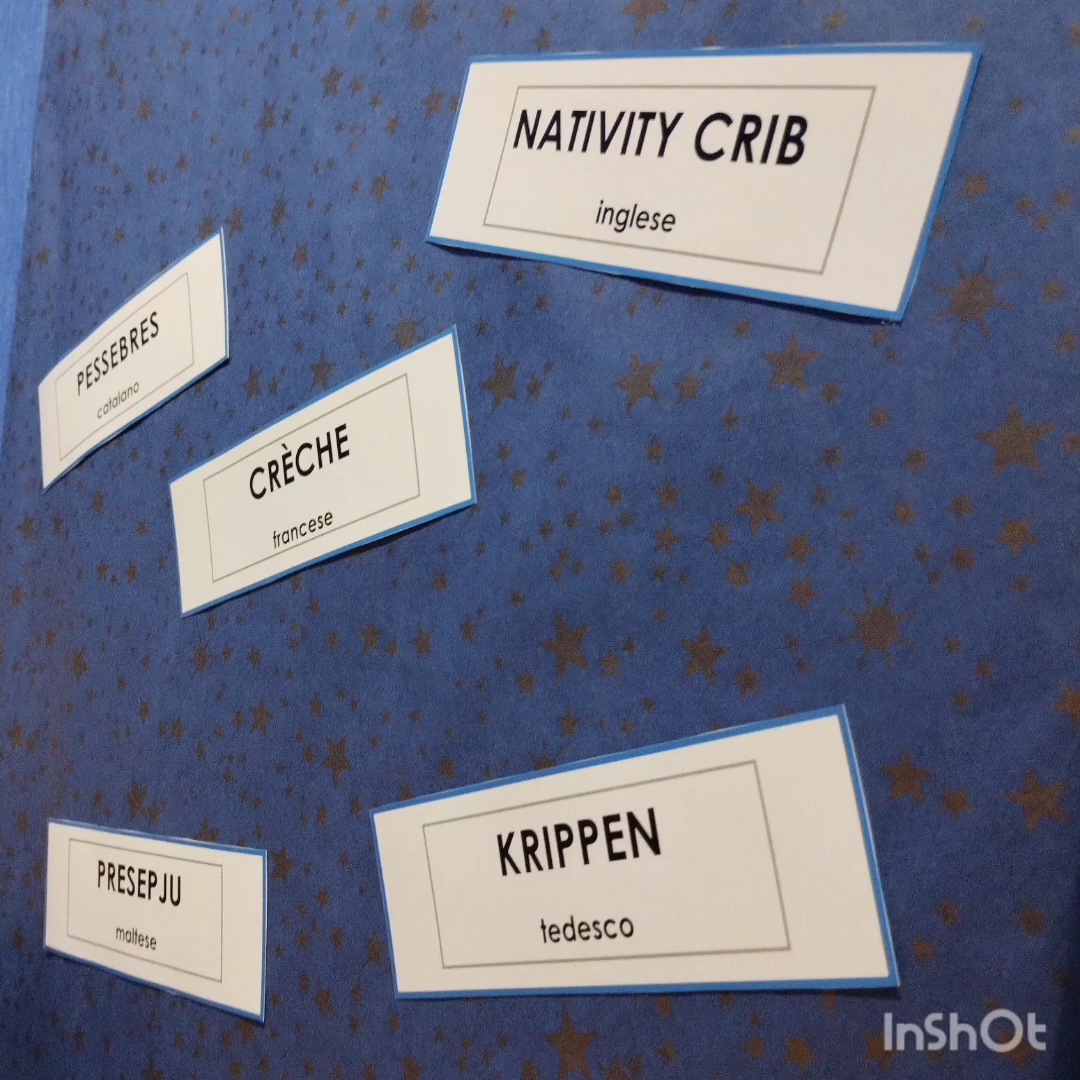 NATIVITY CRIB
inglese
PESSEBRES
catalano
CRÈCHE
francese
KRIPPEN
tedesco
PRESEPJU
maltese
InShOt